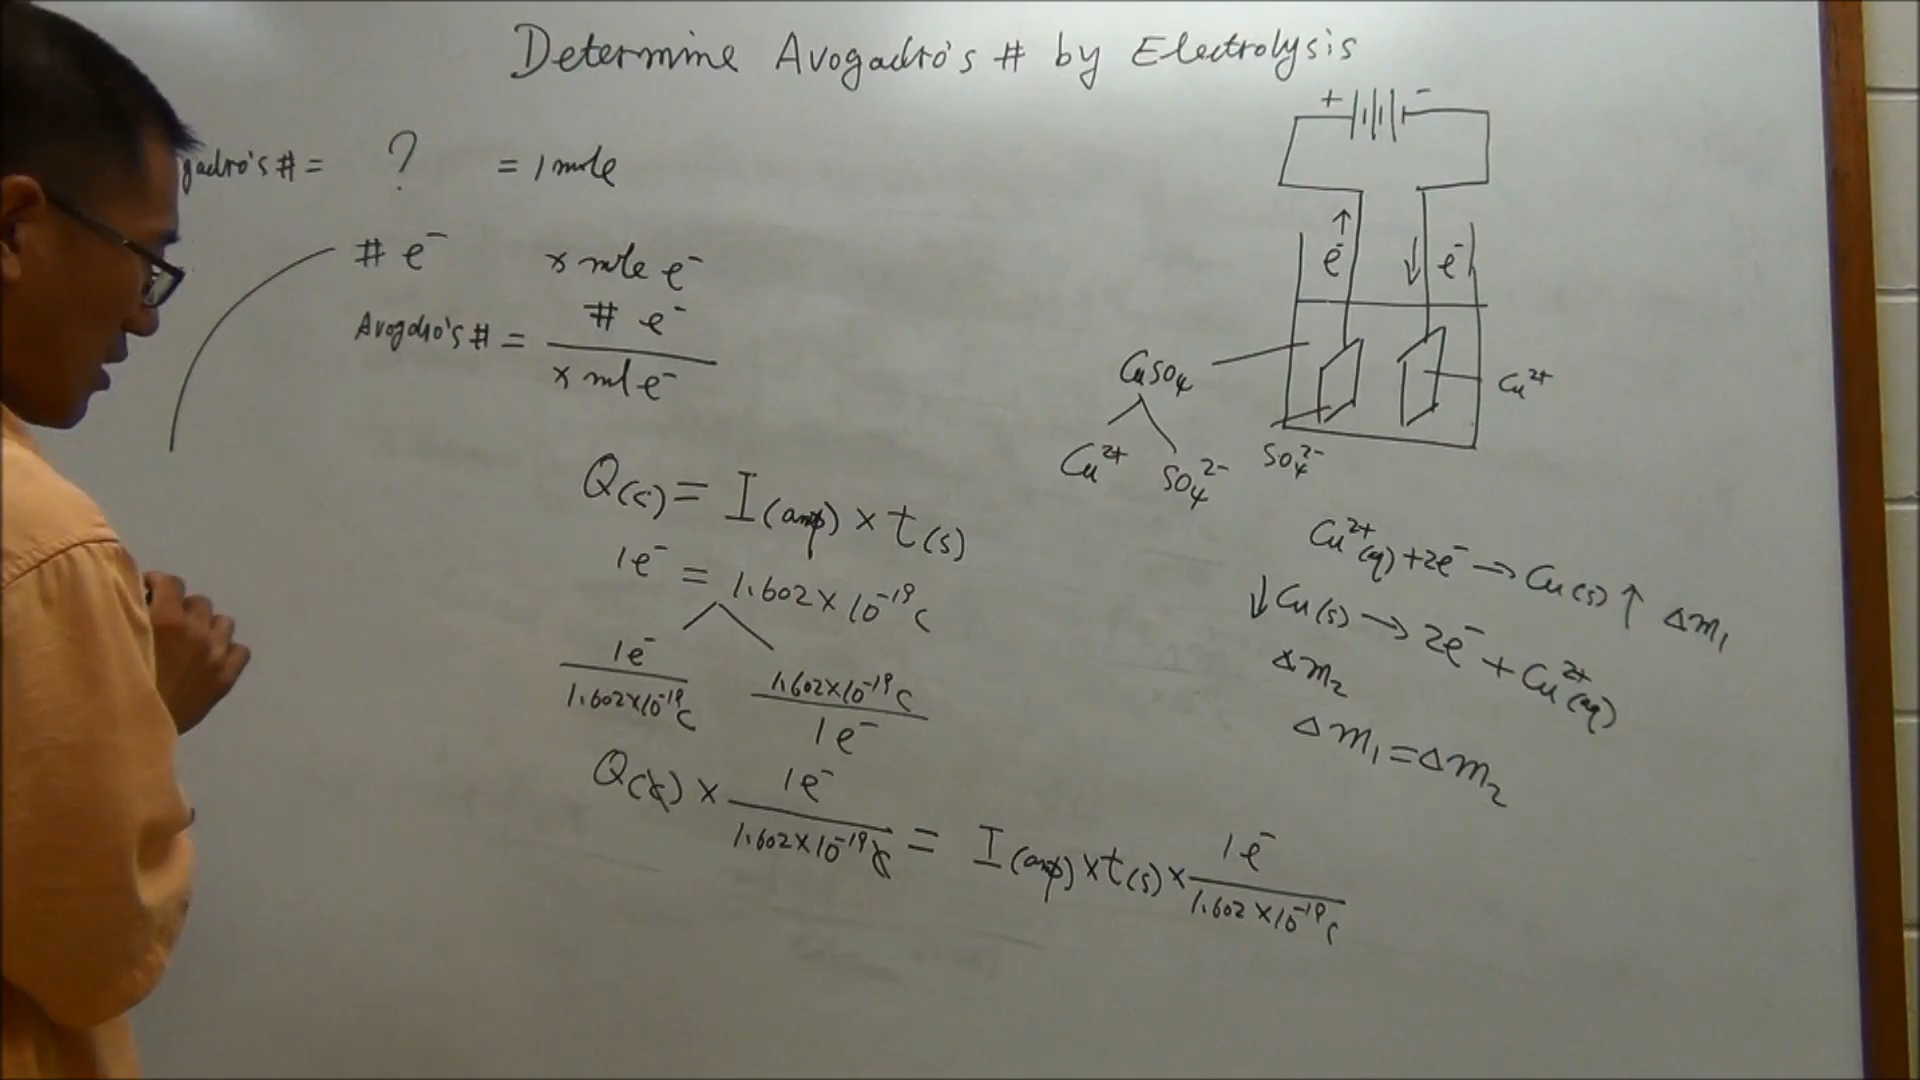 Determine Avogadro's # by Electrolysis
gadro's # = ? = 1 mole
# e⁻ x mole e⁻
Avogdro's # = # e⁻ / x mol e⁻
Q(c) = I(amp) × t(s)
1e⁻ = 1.602 × 10⁻¹⁹ C
1e⁻ / 1.602×10⁻¹⁹ C
1.602×10⁻¹⁹ C / 1e⁻
Q(c) × 1e⁻ / 1.602×10⁻¹⁹ C = I(amp) × t(s) × 1e⁻ / 1.602×10⁻¹⁹ C
+ -
↑ e⁻ ↓ e⁻
CuSO₄
Cu²⁺
Cu²⁺ SO₄²⁻
SO₄²⁻
Cu²⁺(aq) + 2e⁻ → Cu(s) ↑ Δm₁
↓ Cu(s) → 2e⁻ + Cu²⁺(aq)
Δm₂
Δm₁ = Δm₂